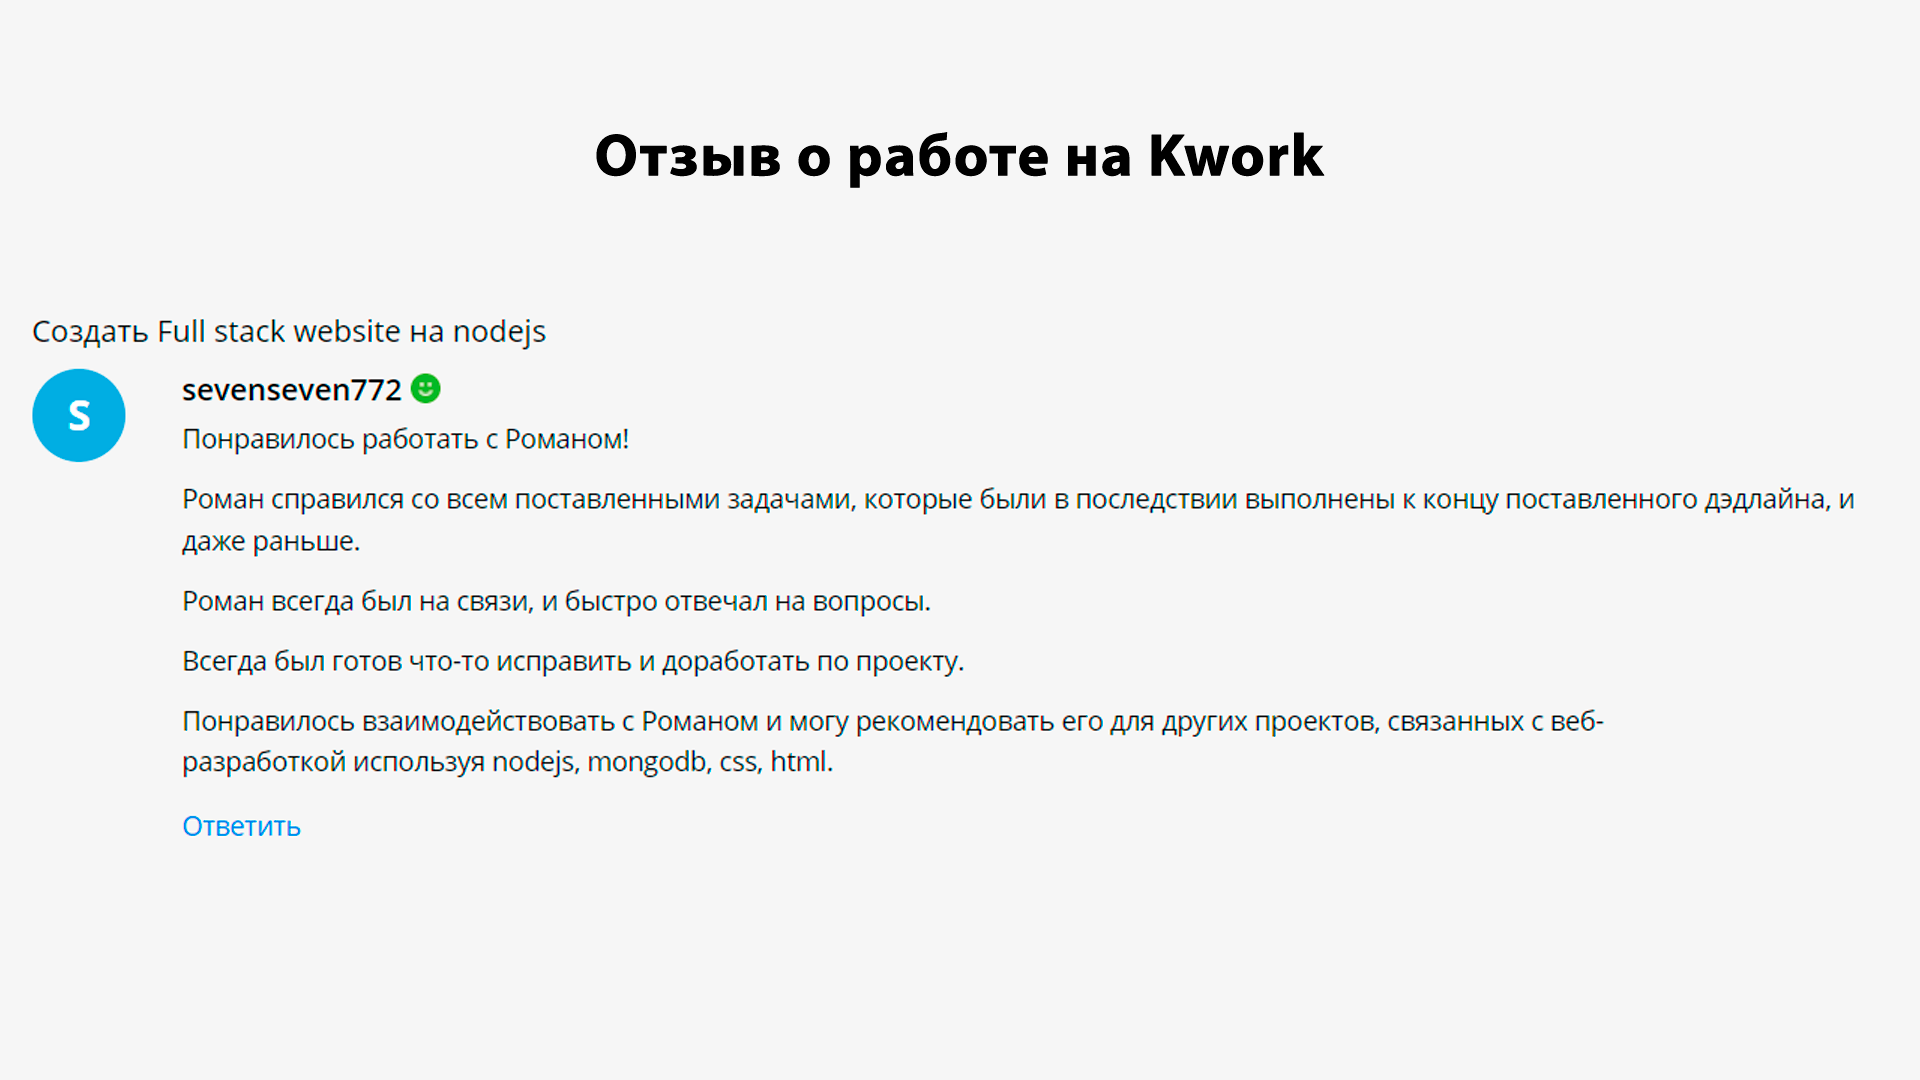 Отзыв о работе на Kwork
Создать Full stack website на nodejs
S
sevenseven772
Понравилось работать с Романом!
Роман справился со всем поставленными задачами, которые были в последствии выполнены к концу поставленного дэдлайна, и
даже раньше.
Роман всегда был на связи, и быстро отвечал на вопросы.
Всегда был готов что-то исправить и доработать по проекту.
Понравилось взаимодействовать с Романом и могу рекомендовать его для других проектов, связанных с веб-
разработкой используя nodejs, mongodb, css, html.
Ответить